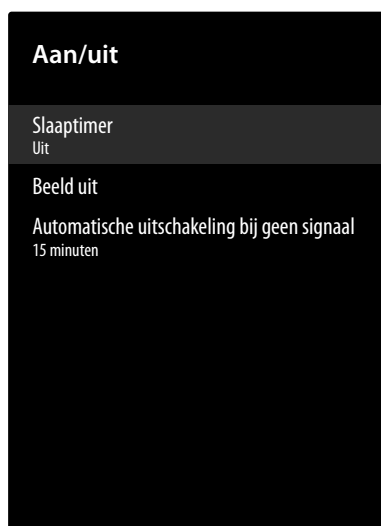 Aan/uit
Slaaptimer
Uit
Beeld uit
Automatische uitschakeling bij geen signaal
15 minuten